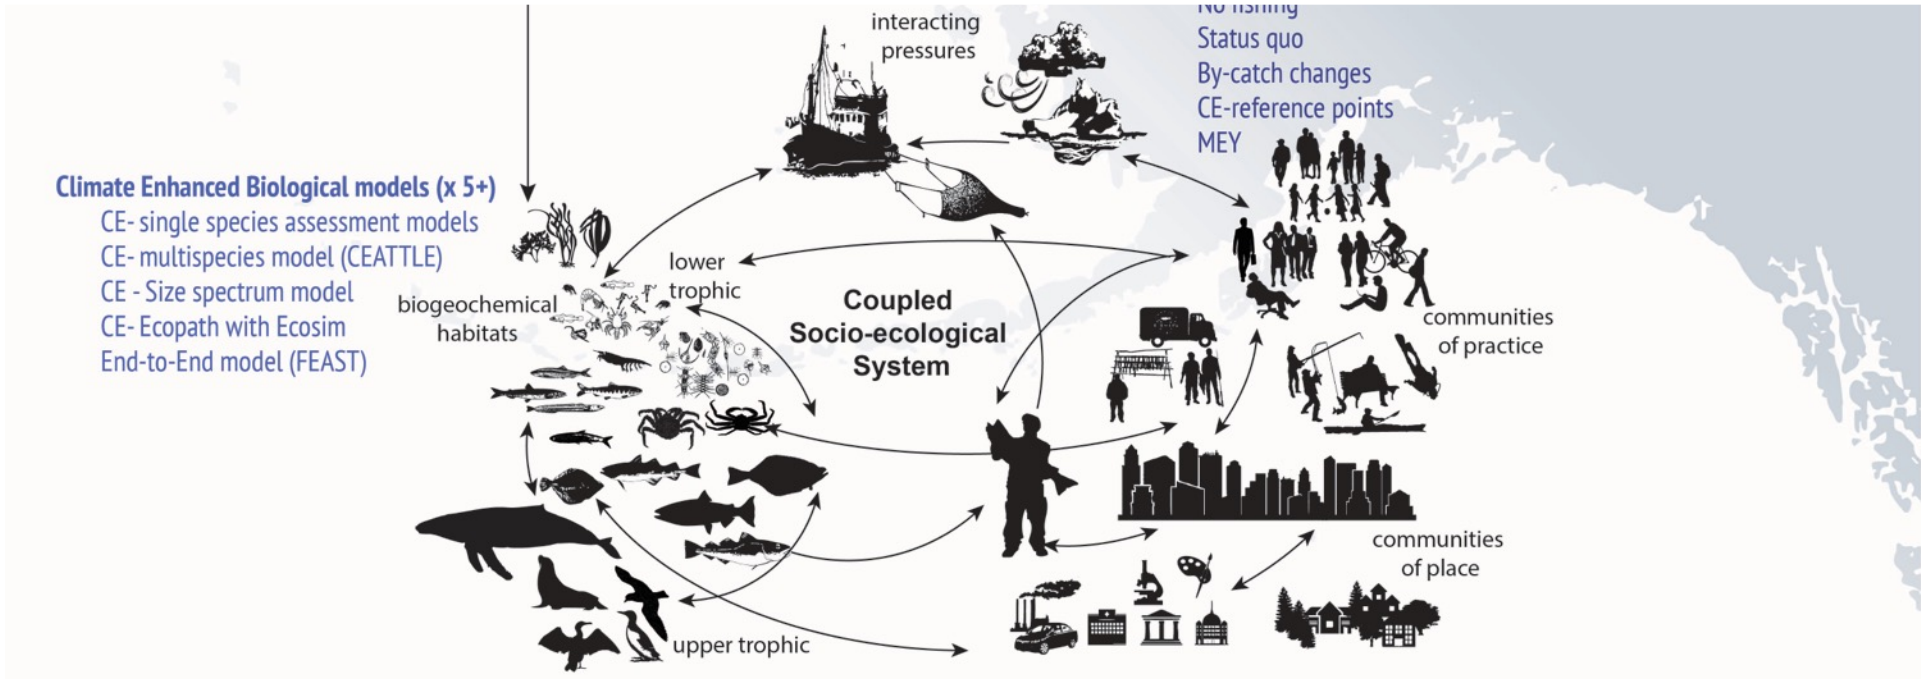 No fishing
Status quo
By-catch changes
CE-reference points
MEY
interacting
pressures
Climate Enhanced Biological models (x 5+)
CE- single species assessment models
CE- multispecies model (CEATTLE)
CE - Size spectrum model
CE- Ecopath with Ecosim
End-to-End model (FEAST)
lower
trophic
biogeochemical
habitats
Coupled
Socio-ecological
System
communities
of practice
communities
of place
upper trophic